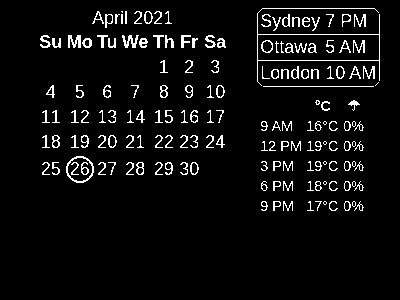 April 2021
Su Mo Tu We Th Fr Sa
1 2 3
4 5 6 7 8 9 10
11 12 13 14 15 16 17
18 19 20 21 22 23 24
25 26 27 28 29 30
Sydney 7 PM
Ottawa 5 AM
London 10 AM
°C ☂
9 AM 16°C 0%
12 PM 19°C 0%
3 PM 19°C 0%
6 PM 18°C 0%
9 PM 17°C 0%